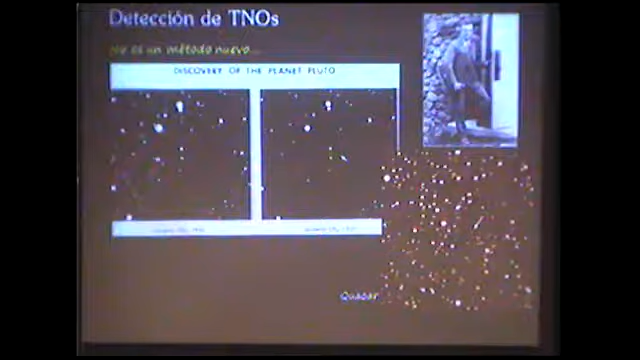 Detección de TNOs
No es un método nuevo...
DISCOVERY OF THE PLANET PLUTO
Quaoar